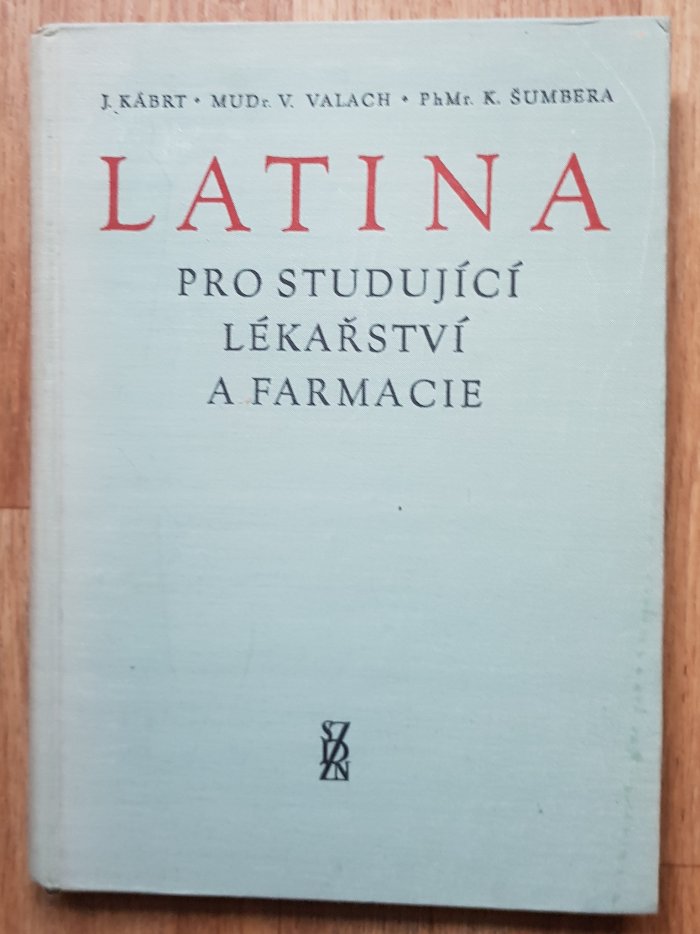 J. KÁBRT • MUDr. V. VALACH • PhMr. K. ŠUMBERA
LATINA
PRO STUDUJÍCÍ
LÉKAŘSTVÍ
A FARMACIE
SZDN